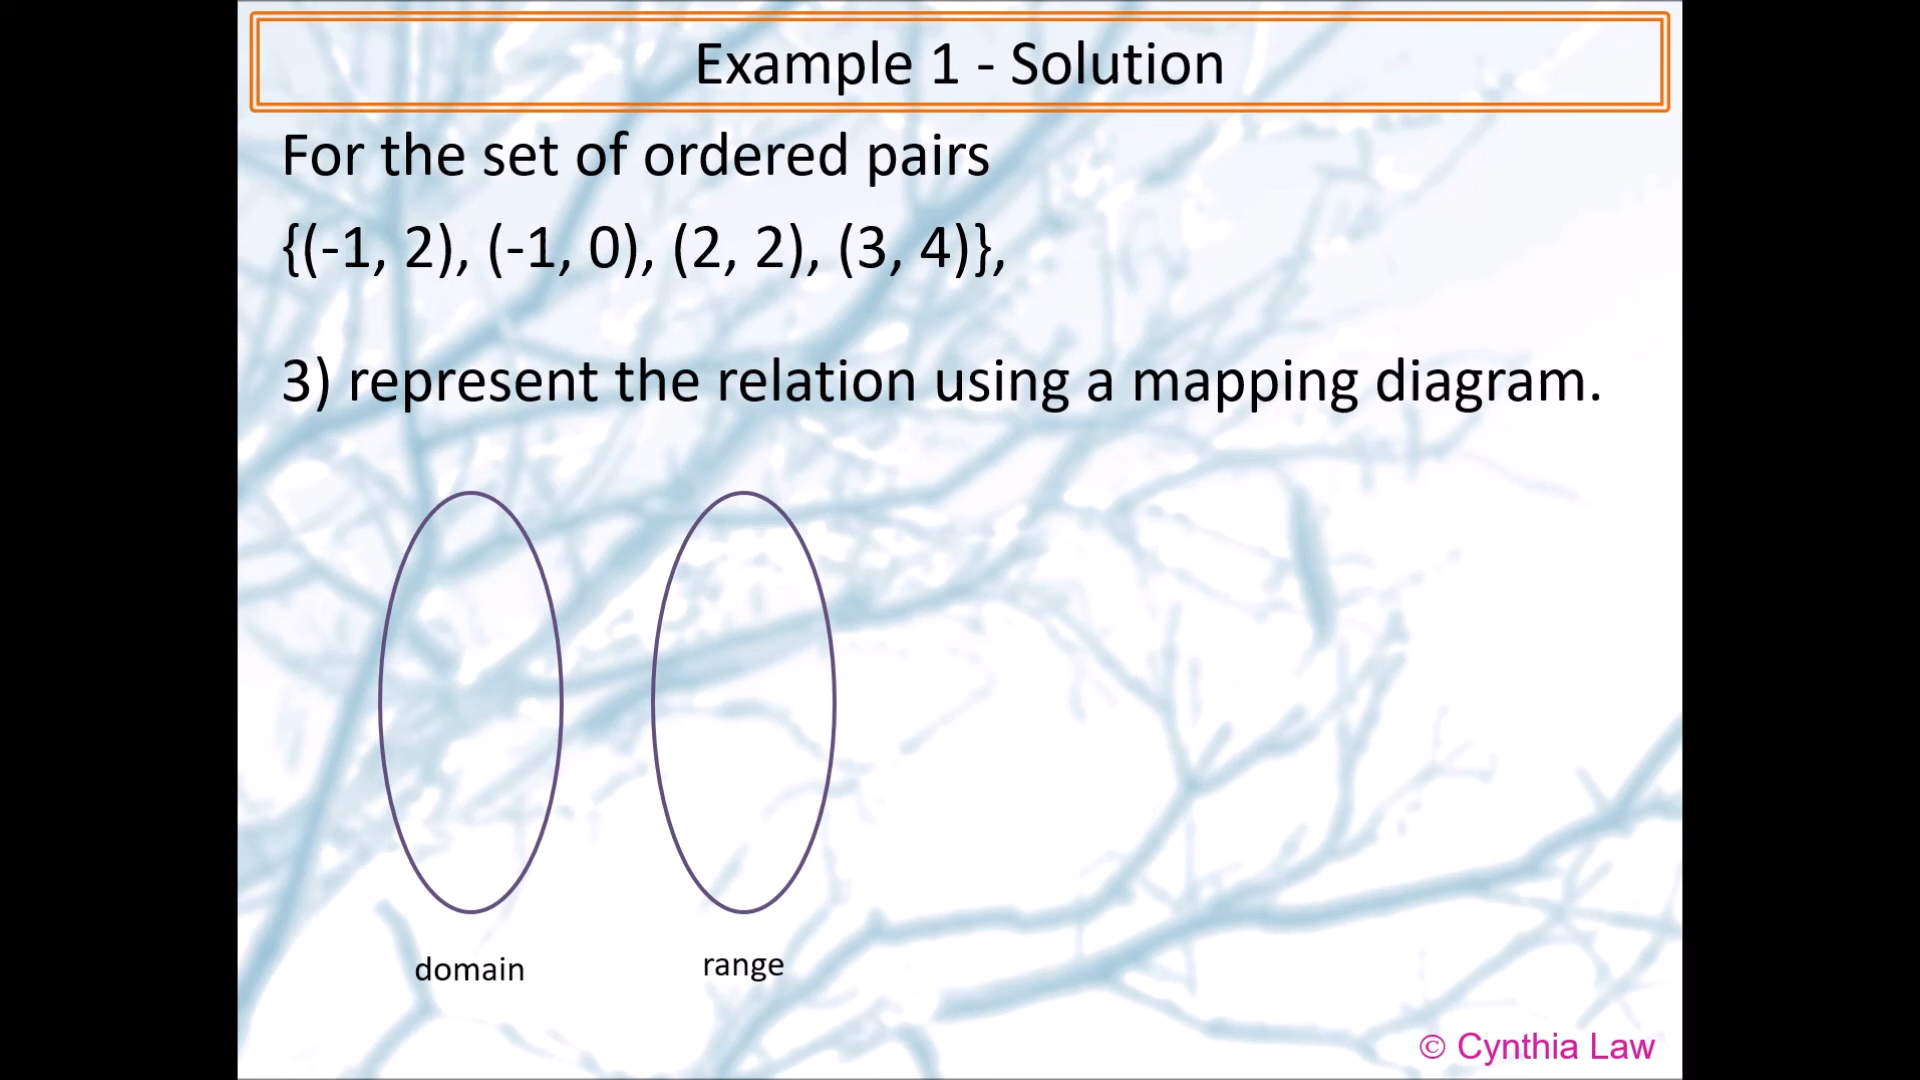 Example 1 - Solution
For the set of ordered pairs
{(-1, 2), (-1, 0), (2, 2), (3, 4)},
3) represent the relation using a mapping diagram.
domain
range
© Cynthia Law